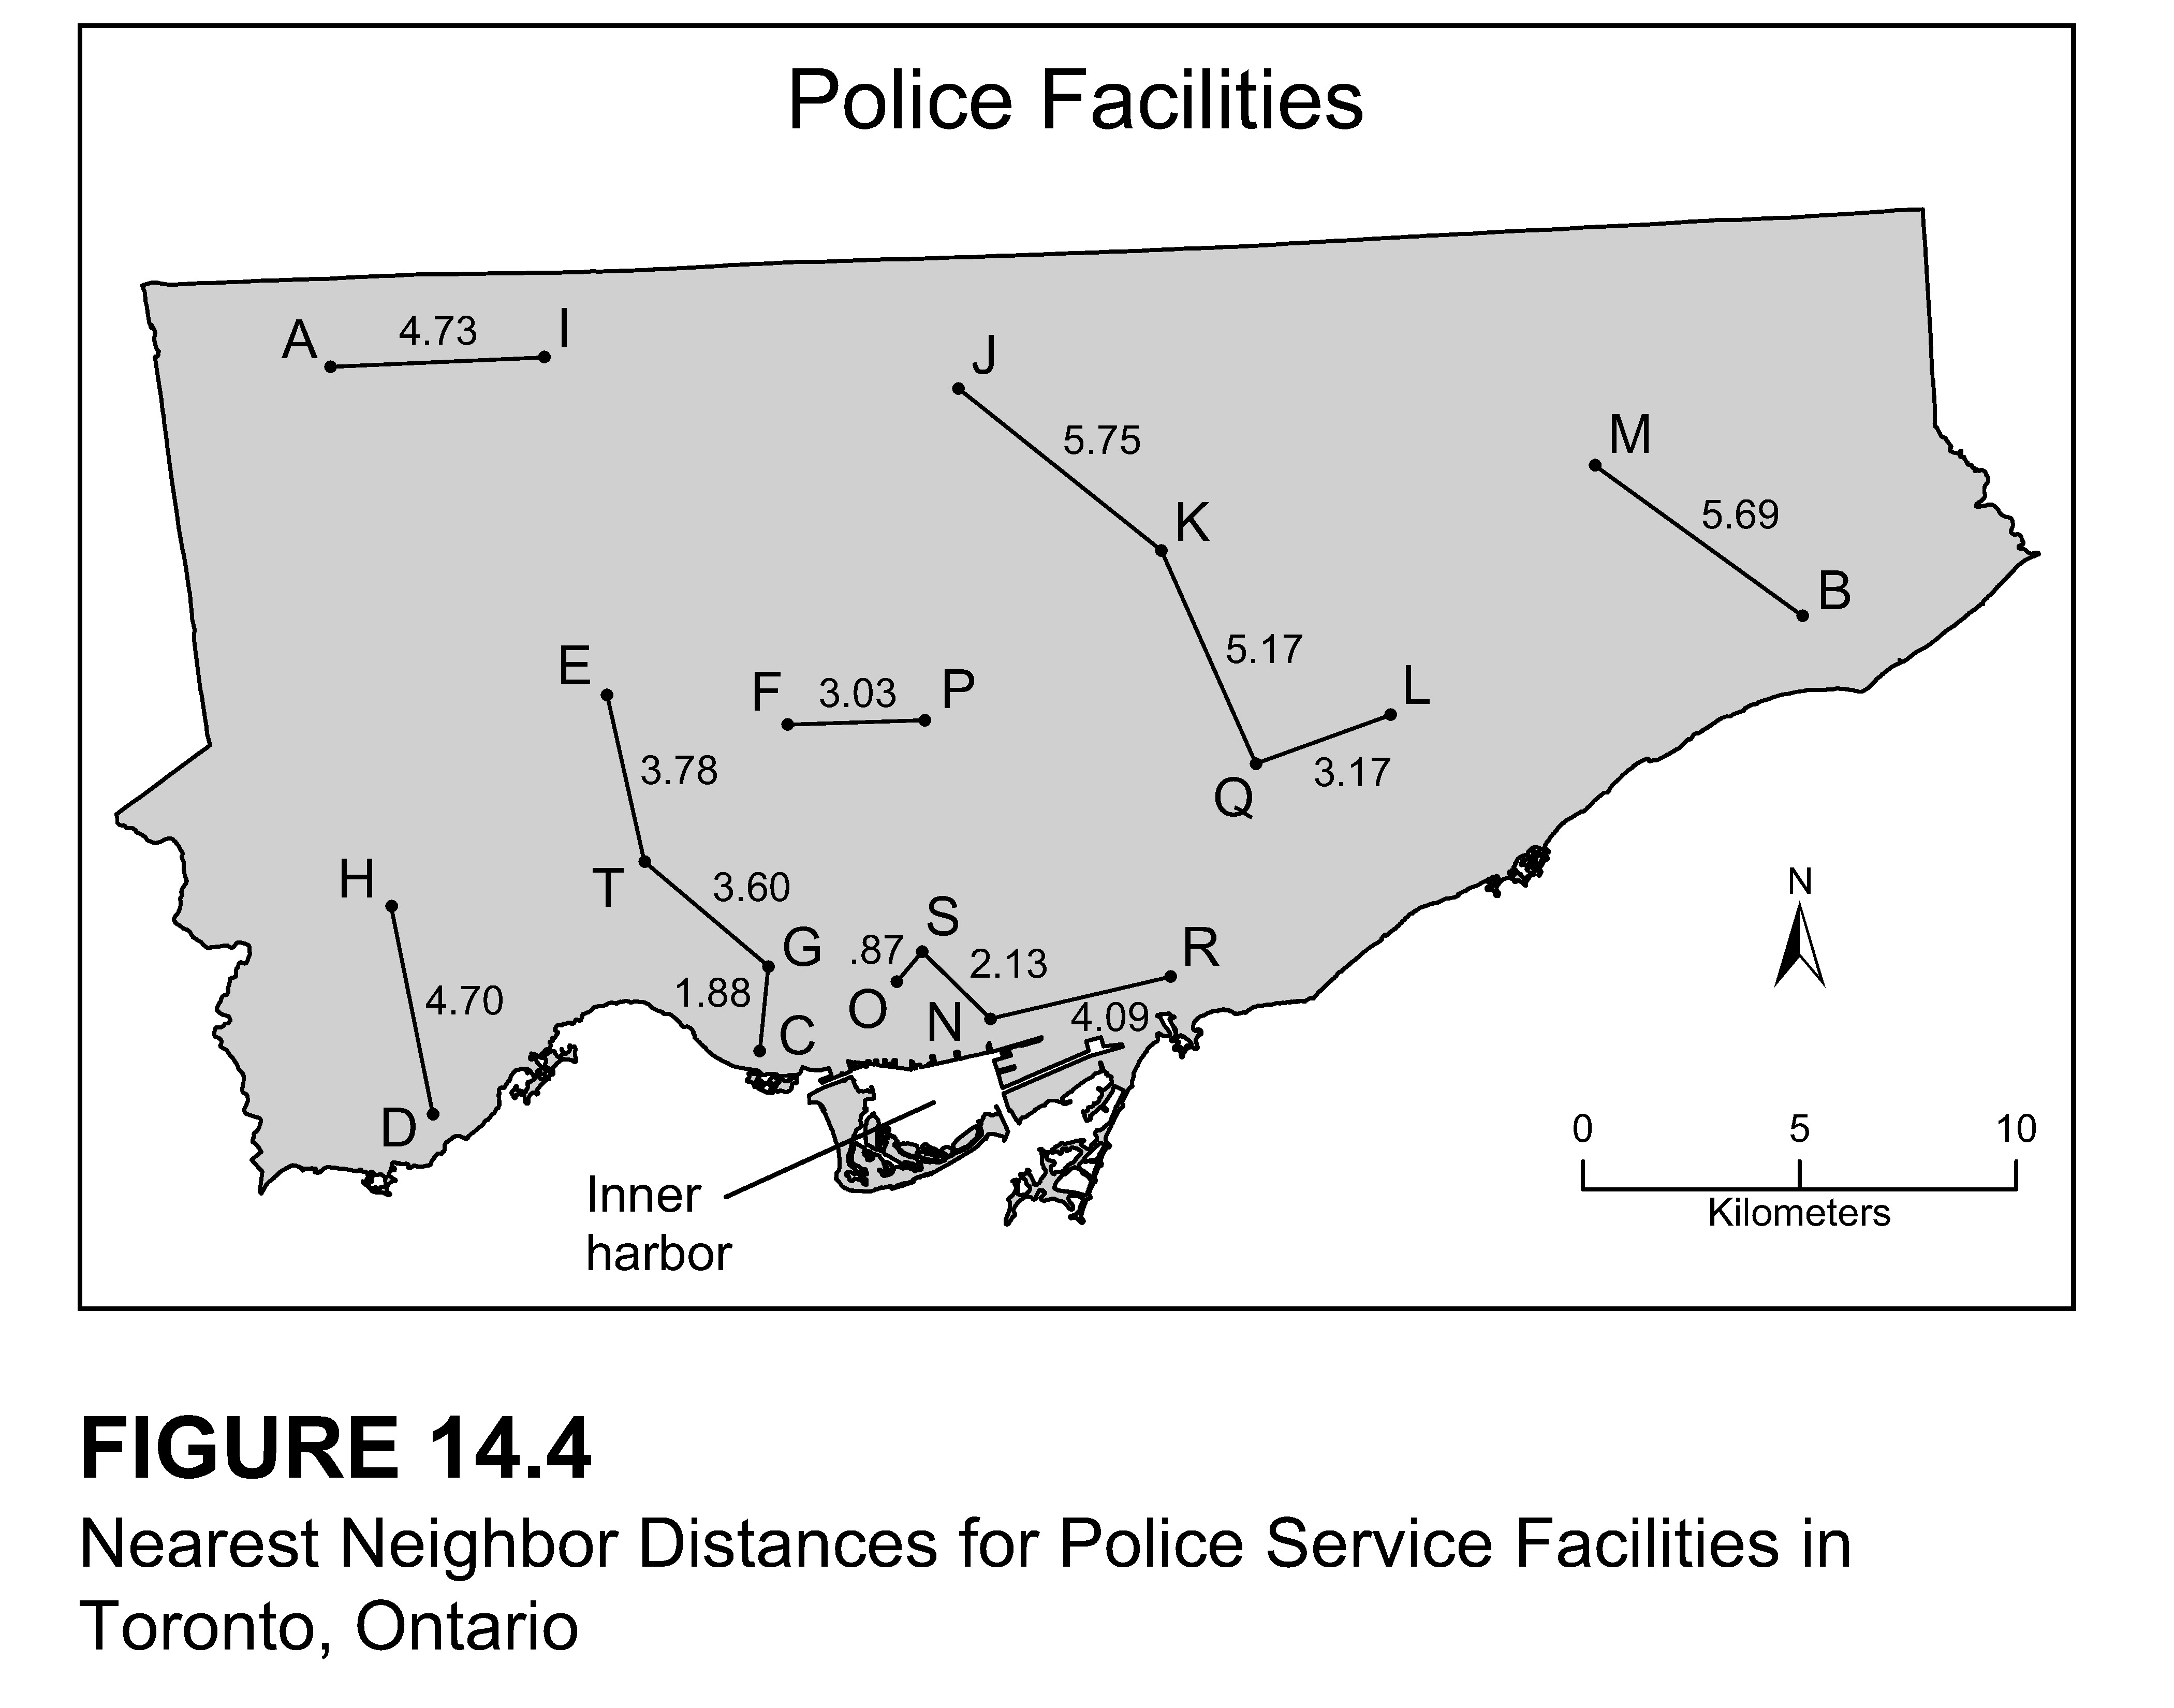 Police Facilities
A
4.73
I
J
5.75
M
K
5.69
B
5.17
E
F
3.03
P
L
3.78
Q
3.17
H
T
3.60
N
G
.87
S
2.13
R
4.70
1.88
O
N
4.09
C
D
0
5
10
Inner
harbor
Kilometers
FIGURE 14.4
Nearest Neighbor Distances for Police Service Facilities in
Toronto, Ontario